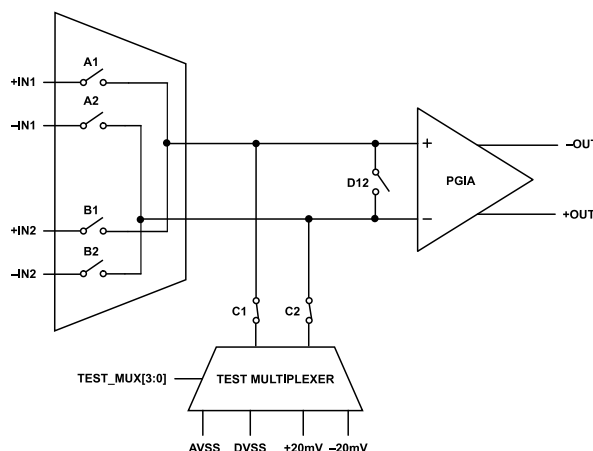 A1
+IN1
A2
–IN1
+
–OUT
D12
PGIA
B1
+IN2
–
+OUT
B2
–IN2
C1
C2
TEST_MUX[3:0]
TEST MULTIPLEXER
AVSS DVSS +20mV –20mV